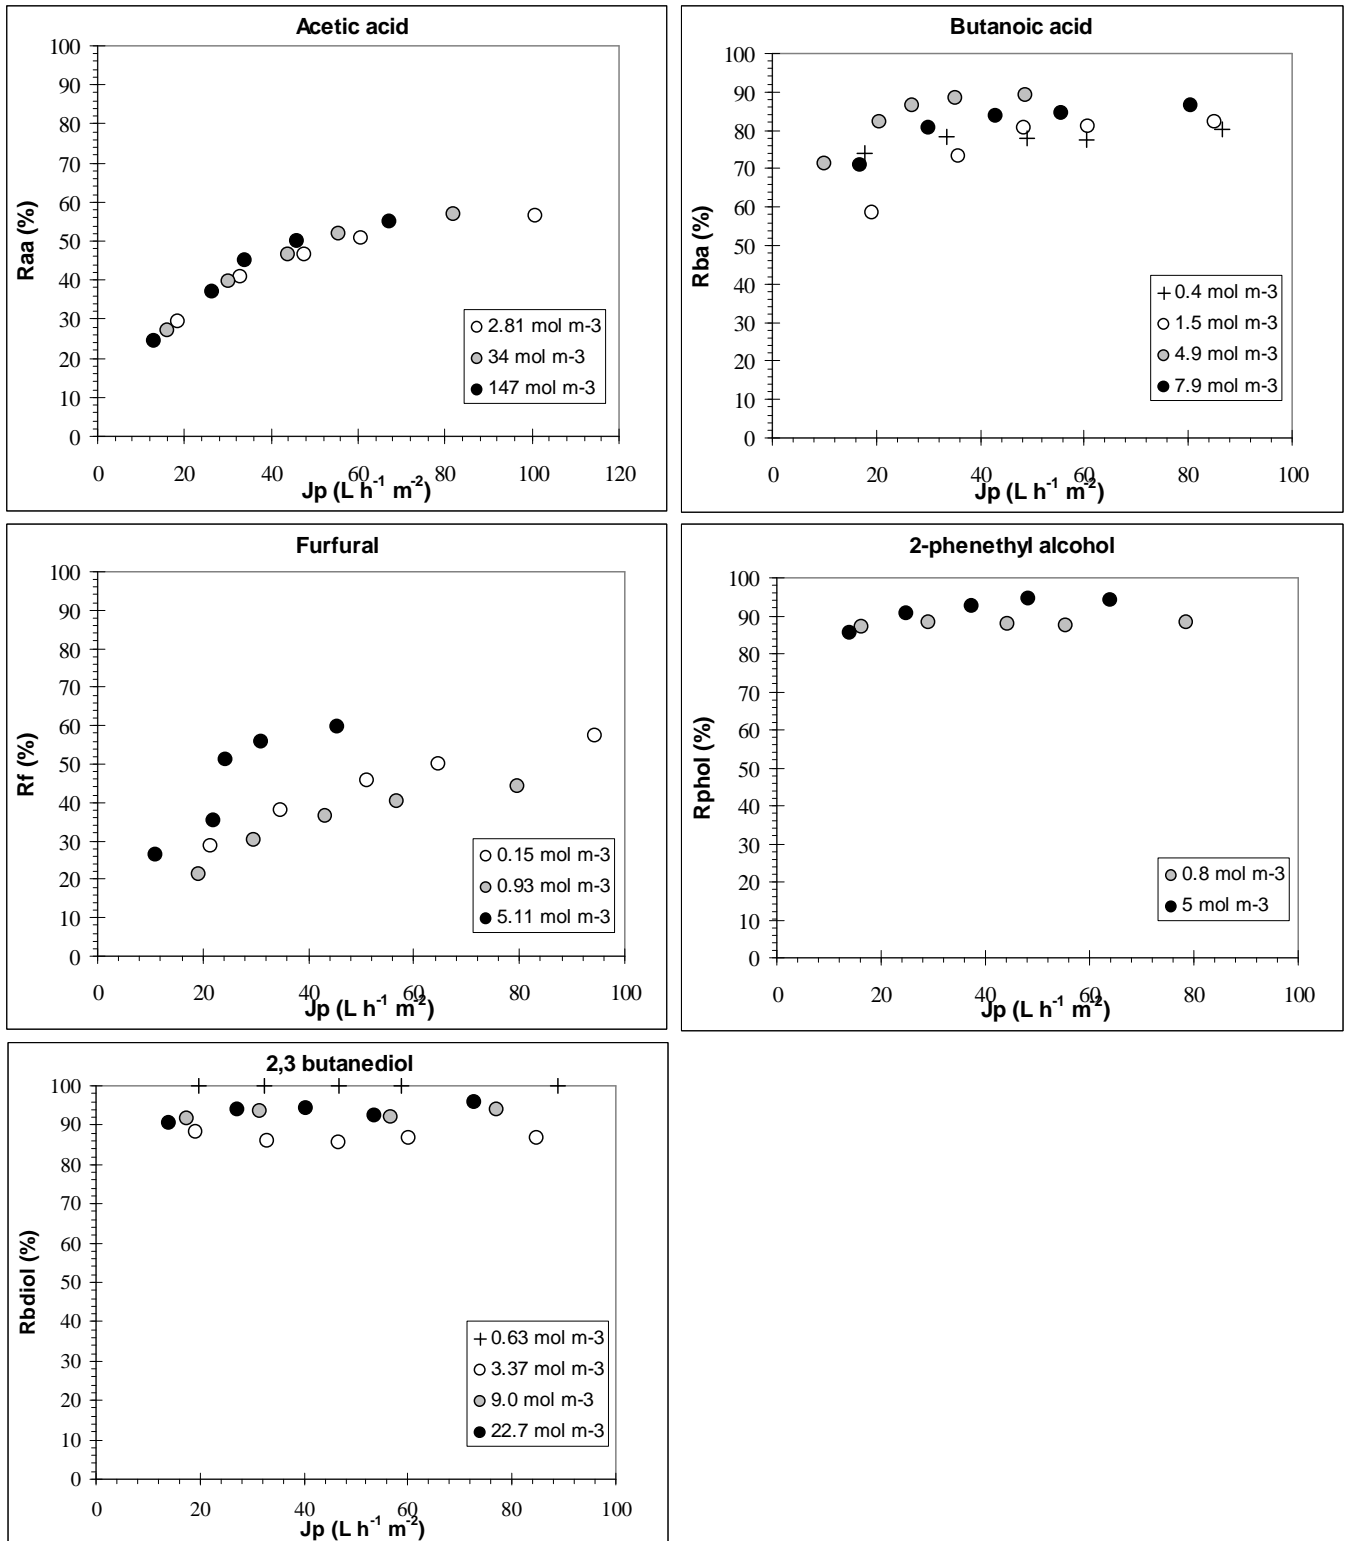 Acetic acid
100
90
80
70
60
50
40
30
20
10
0
Raa (%)
2.81 mol m-3
34 mol m-3
147 mol m-3
0 20 40 60 80 100 120
Jp (L h⁻¹ m⁻²)
Butanoic acid
100
90
80
70
60
50
40
30
20
10
0
Rba (%)
0.4 mol m-3
1.5 mol m-3
4.9 mol m-3
7.9 mol m-3
0 20 40 60 80 100
Jp (L h⁻¹ m⁻²)
Furfural
100
90
80
70
60
50
40
30
20
10
0
Rf (%)
0.15 mol m-3
0.93 mol m-3
5.11 mol m-3
0 20 40 60 80 100
Jp (L h⁻¹ m⁻²)
2-phenethyl alcohol
100
90
80
70
60
50
40
30
20
10
0
Rphol (%)
0.8 mol m-3
5 mol m-3
0 20 40 60 80 100
Jp (L h⁻¹ m⁻²)
2,3 butanediol
100
90
80
70
60
50
40
30
20
10
0
Rbdiol (%)
0.63 mol m-3
3.37 mol m-3
9.0 mol m-3
22.7 mol m-3
0 20 40 60 80 100
Jp (L h⁻¹ m⁻²)